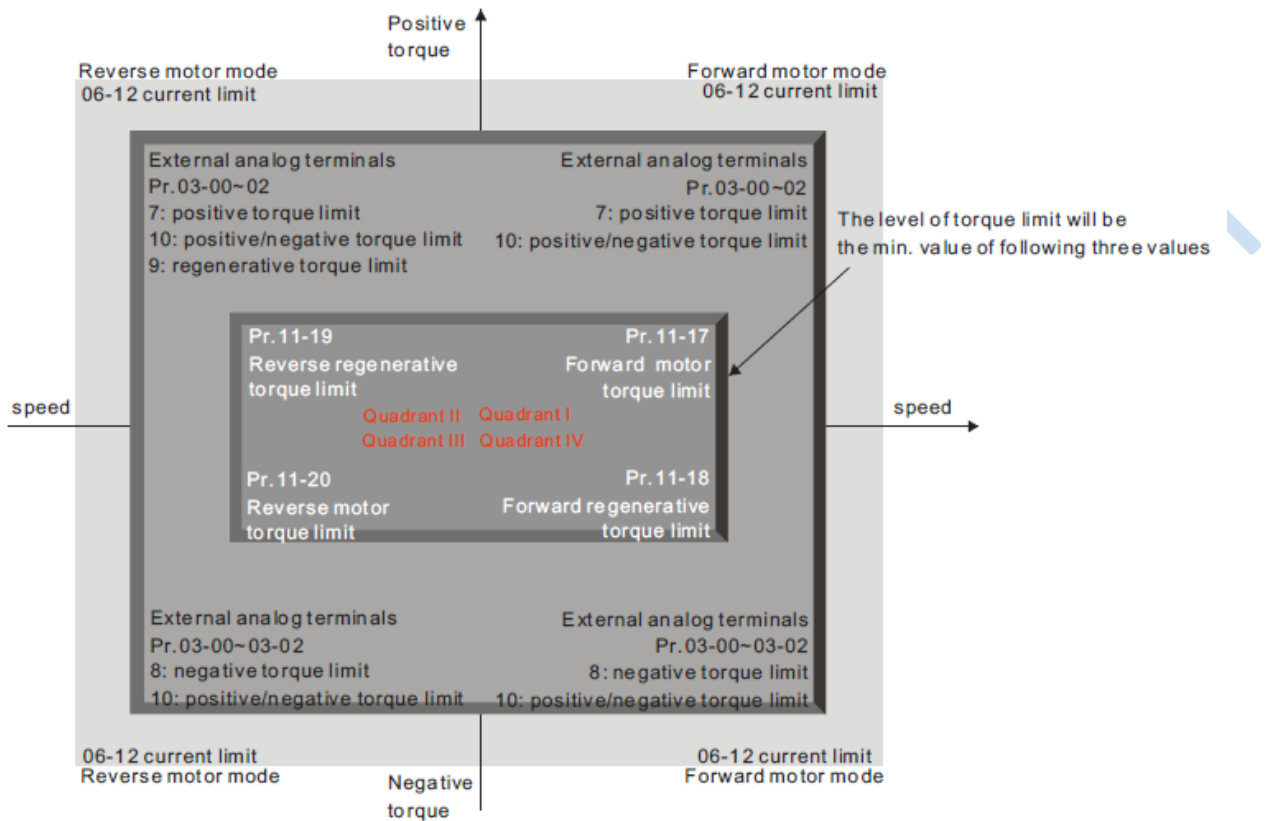 Positive
torque
Reverse motor mode
06-12 current limit
Forward motor mode
06-12 current limit
External analog terminals
Pr.03-00~02
7: positive torque limit
10: positive/negative torque limit
9: regenerative torque limit
External analog terminals
Pr.03-00~02
7: positive torque limit
10: positive/negative torque limit
The level of torque limit will be
the min. value of following three values
Pr.11-19
Reverse regenerative
torque limit
Pr.11-17
Forward motor
torque limit
speed
Quadrant II
Quadrant I
speed
Quadrant III
Quadrant IV
Pr.11-20
Reverse motor
torque limit
Pr.11-18
Forward regenerative
torque limit
External analog terminals
Pr.03-00~03-02
8: negative torque limit
10: positive/negative torque limit
External analog terminals
Pr.03-00~03-02
8: negative torque limit
10: positive/negative torque limit
06-12 current limit
Reverse motor mode
06-12 current limit
Forward motor mode
Negative
torque